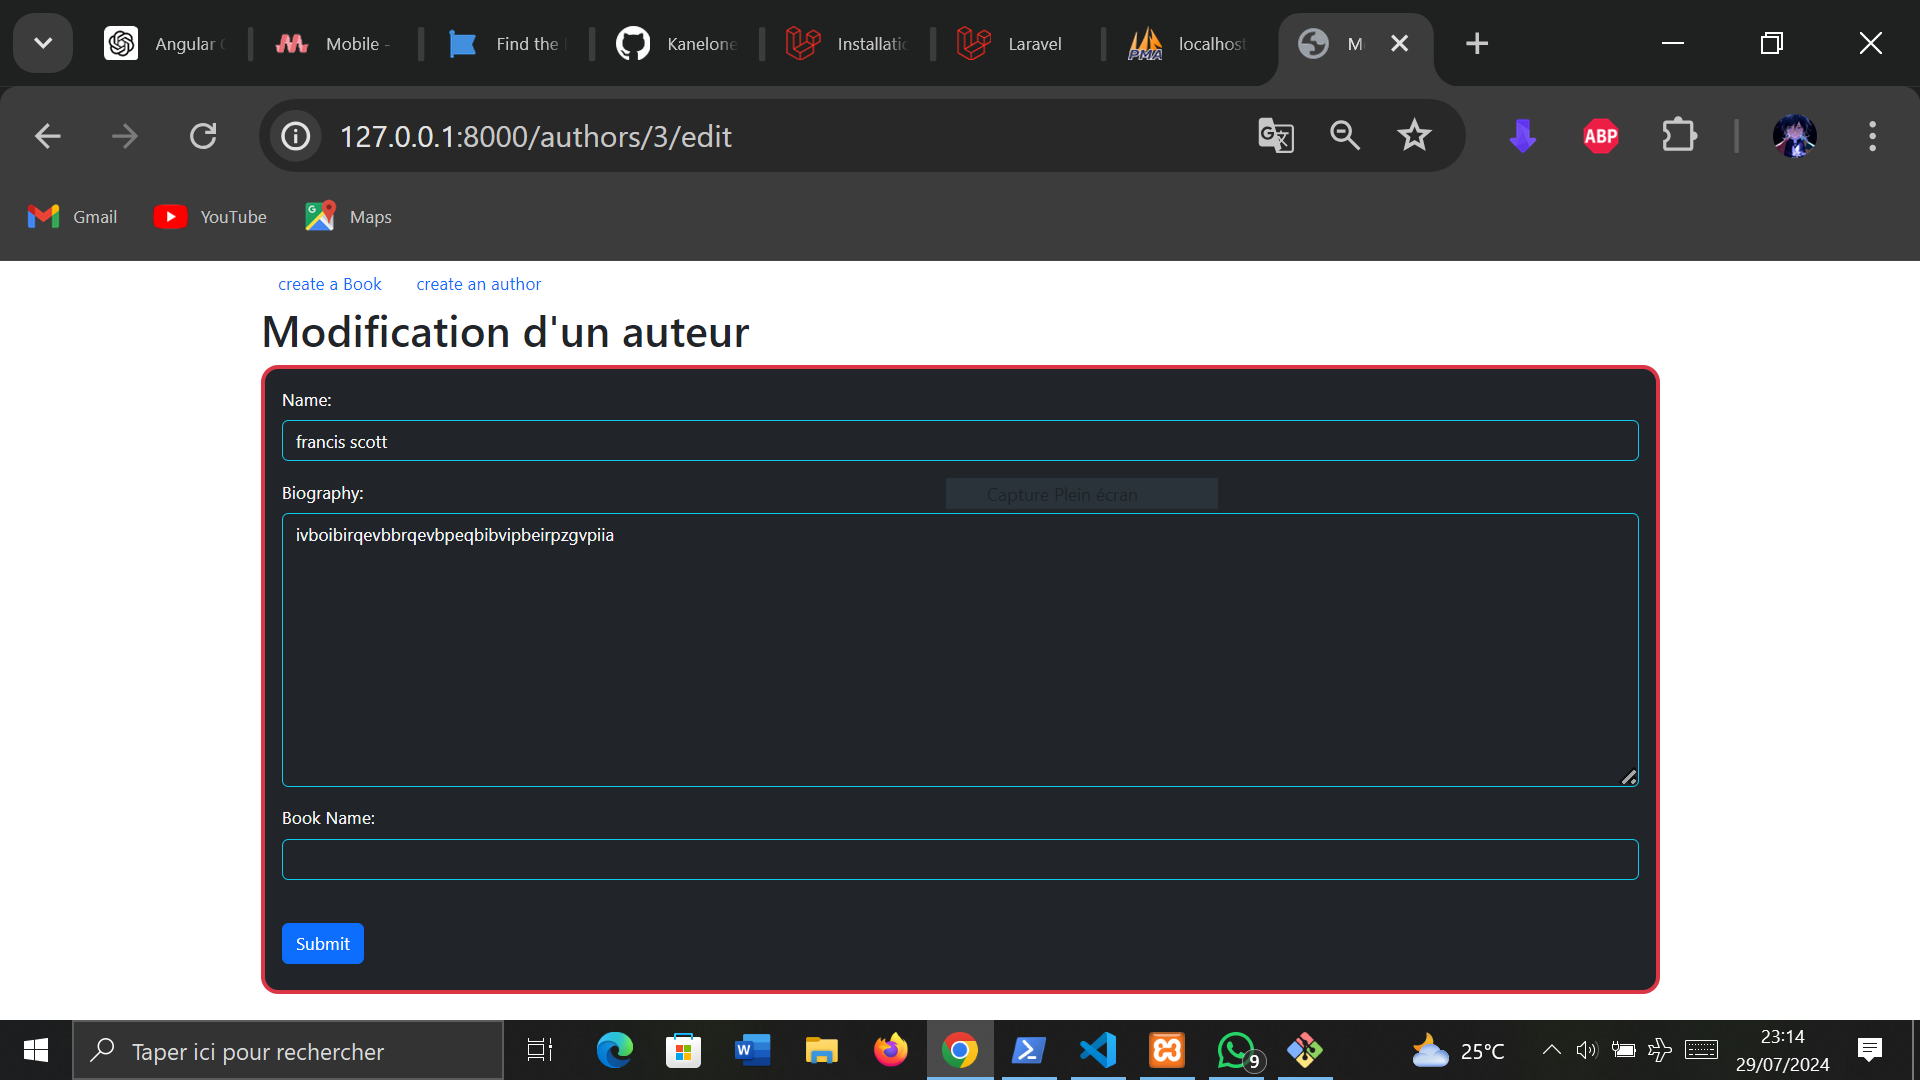 Angular
Mobile -
Find the
Kanelone
Installatio
Laravel
PMA
localhost
M
127.0.0.1:8000/authors/3/edit
ABP
Gmail
YouTube
Maps
create a Book
create an author
Modification d'un auteur
Name:
francis scott
Biography:
Capture Plein écran
ivboibirqevbbrqevbpeqbibvipbeirpzgvpiia
Book Name:
Submit
Taper ici pour rechercher
9
25°C
23:14
29/07/2024